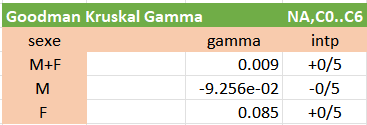 Goodman Kruskal Gamma NA,C0..C6
sexe gamma intp
M+F 0.009 +0/5
M -9.256e-02 -0/5
F 0.085 +0/5